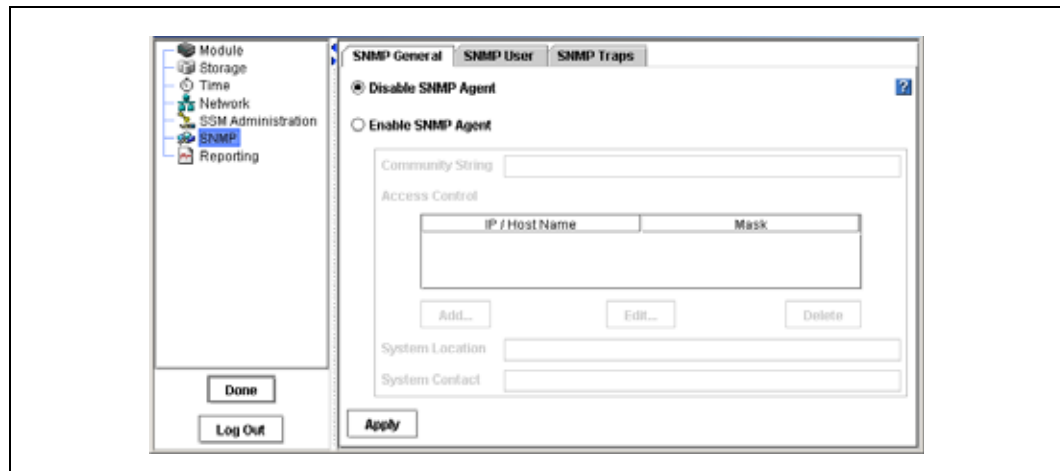 Module
Storage
Time
Network
SSM Administration
SNMP
Reporting
Done
Log Out
SNMP General SNMP User SNMP Traps
Disable SNMP Agent
?
Enable SNMP Agent
Community String
Access Control
IP / Host Name Mask
Add... Edit... Delete
System Location
System Contact
Apply